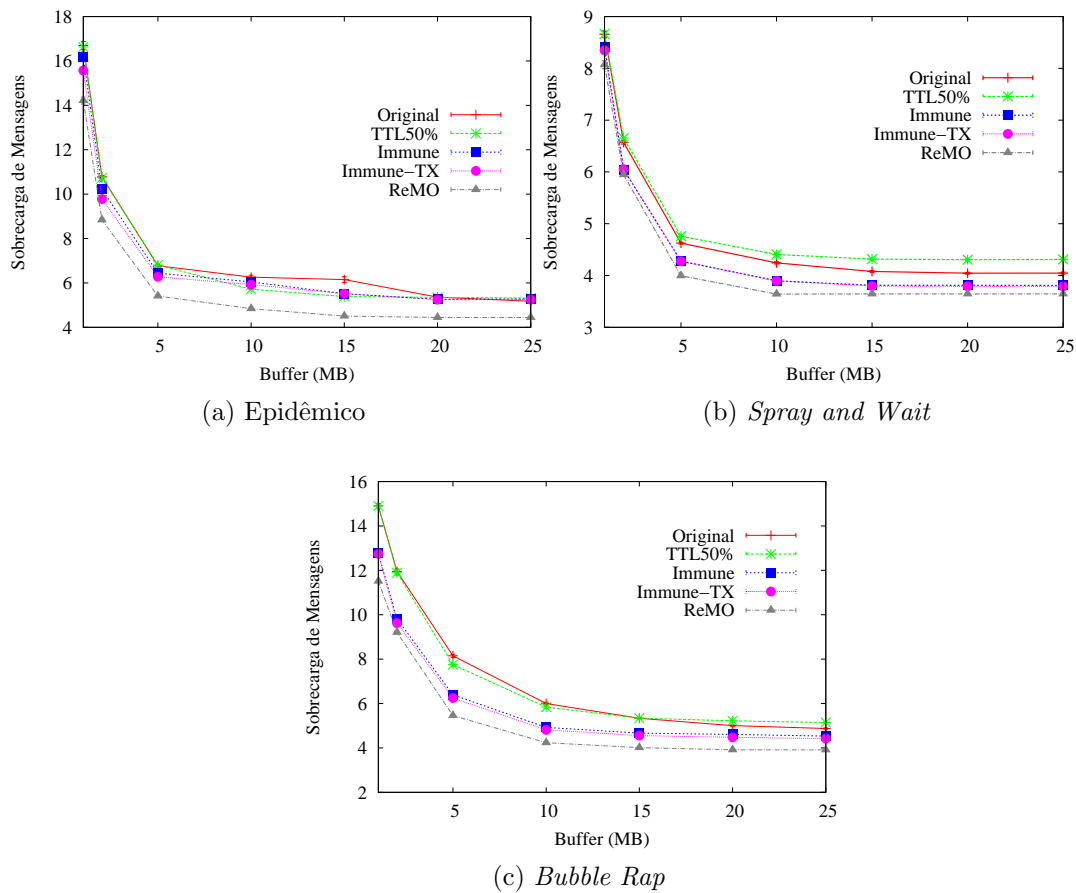 18
16
14
12
10
8
6
4
5
10
15
20
25
Sobrecarga de Mensagens
Buffer (MB)
Original
TTL50%
Immune
Immune−TX
ReMO
(a) Epidêmico
9
8
7
6
5
4
3
5
10
15
20
25
Sobrecarga de Mensagens
Buffer (MB)
Original
TTL50%
Immune
Immune−TX
ReMO
(b) Spray and Wait
16
14
12
10
8
6
4
2
5
10
15
20
25
Sobrecarga de Mensagens
Buffer (MB)
Original
TTL50%
Immune
Immune−TX
ReMO
(c) Bubble Rap